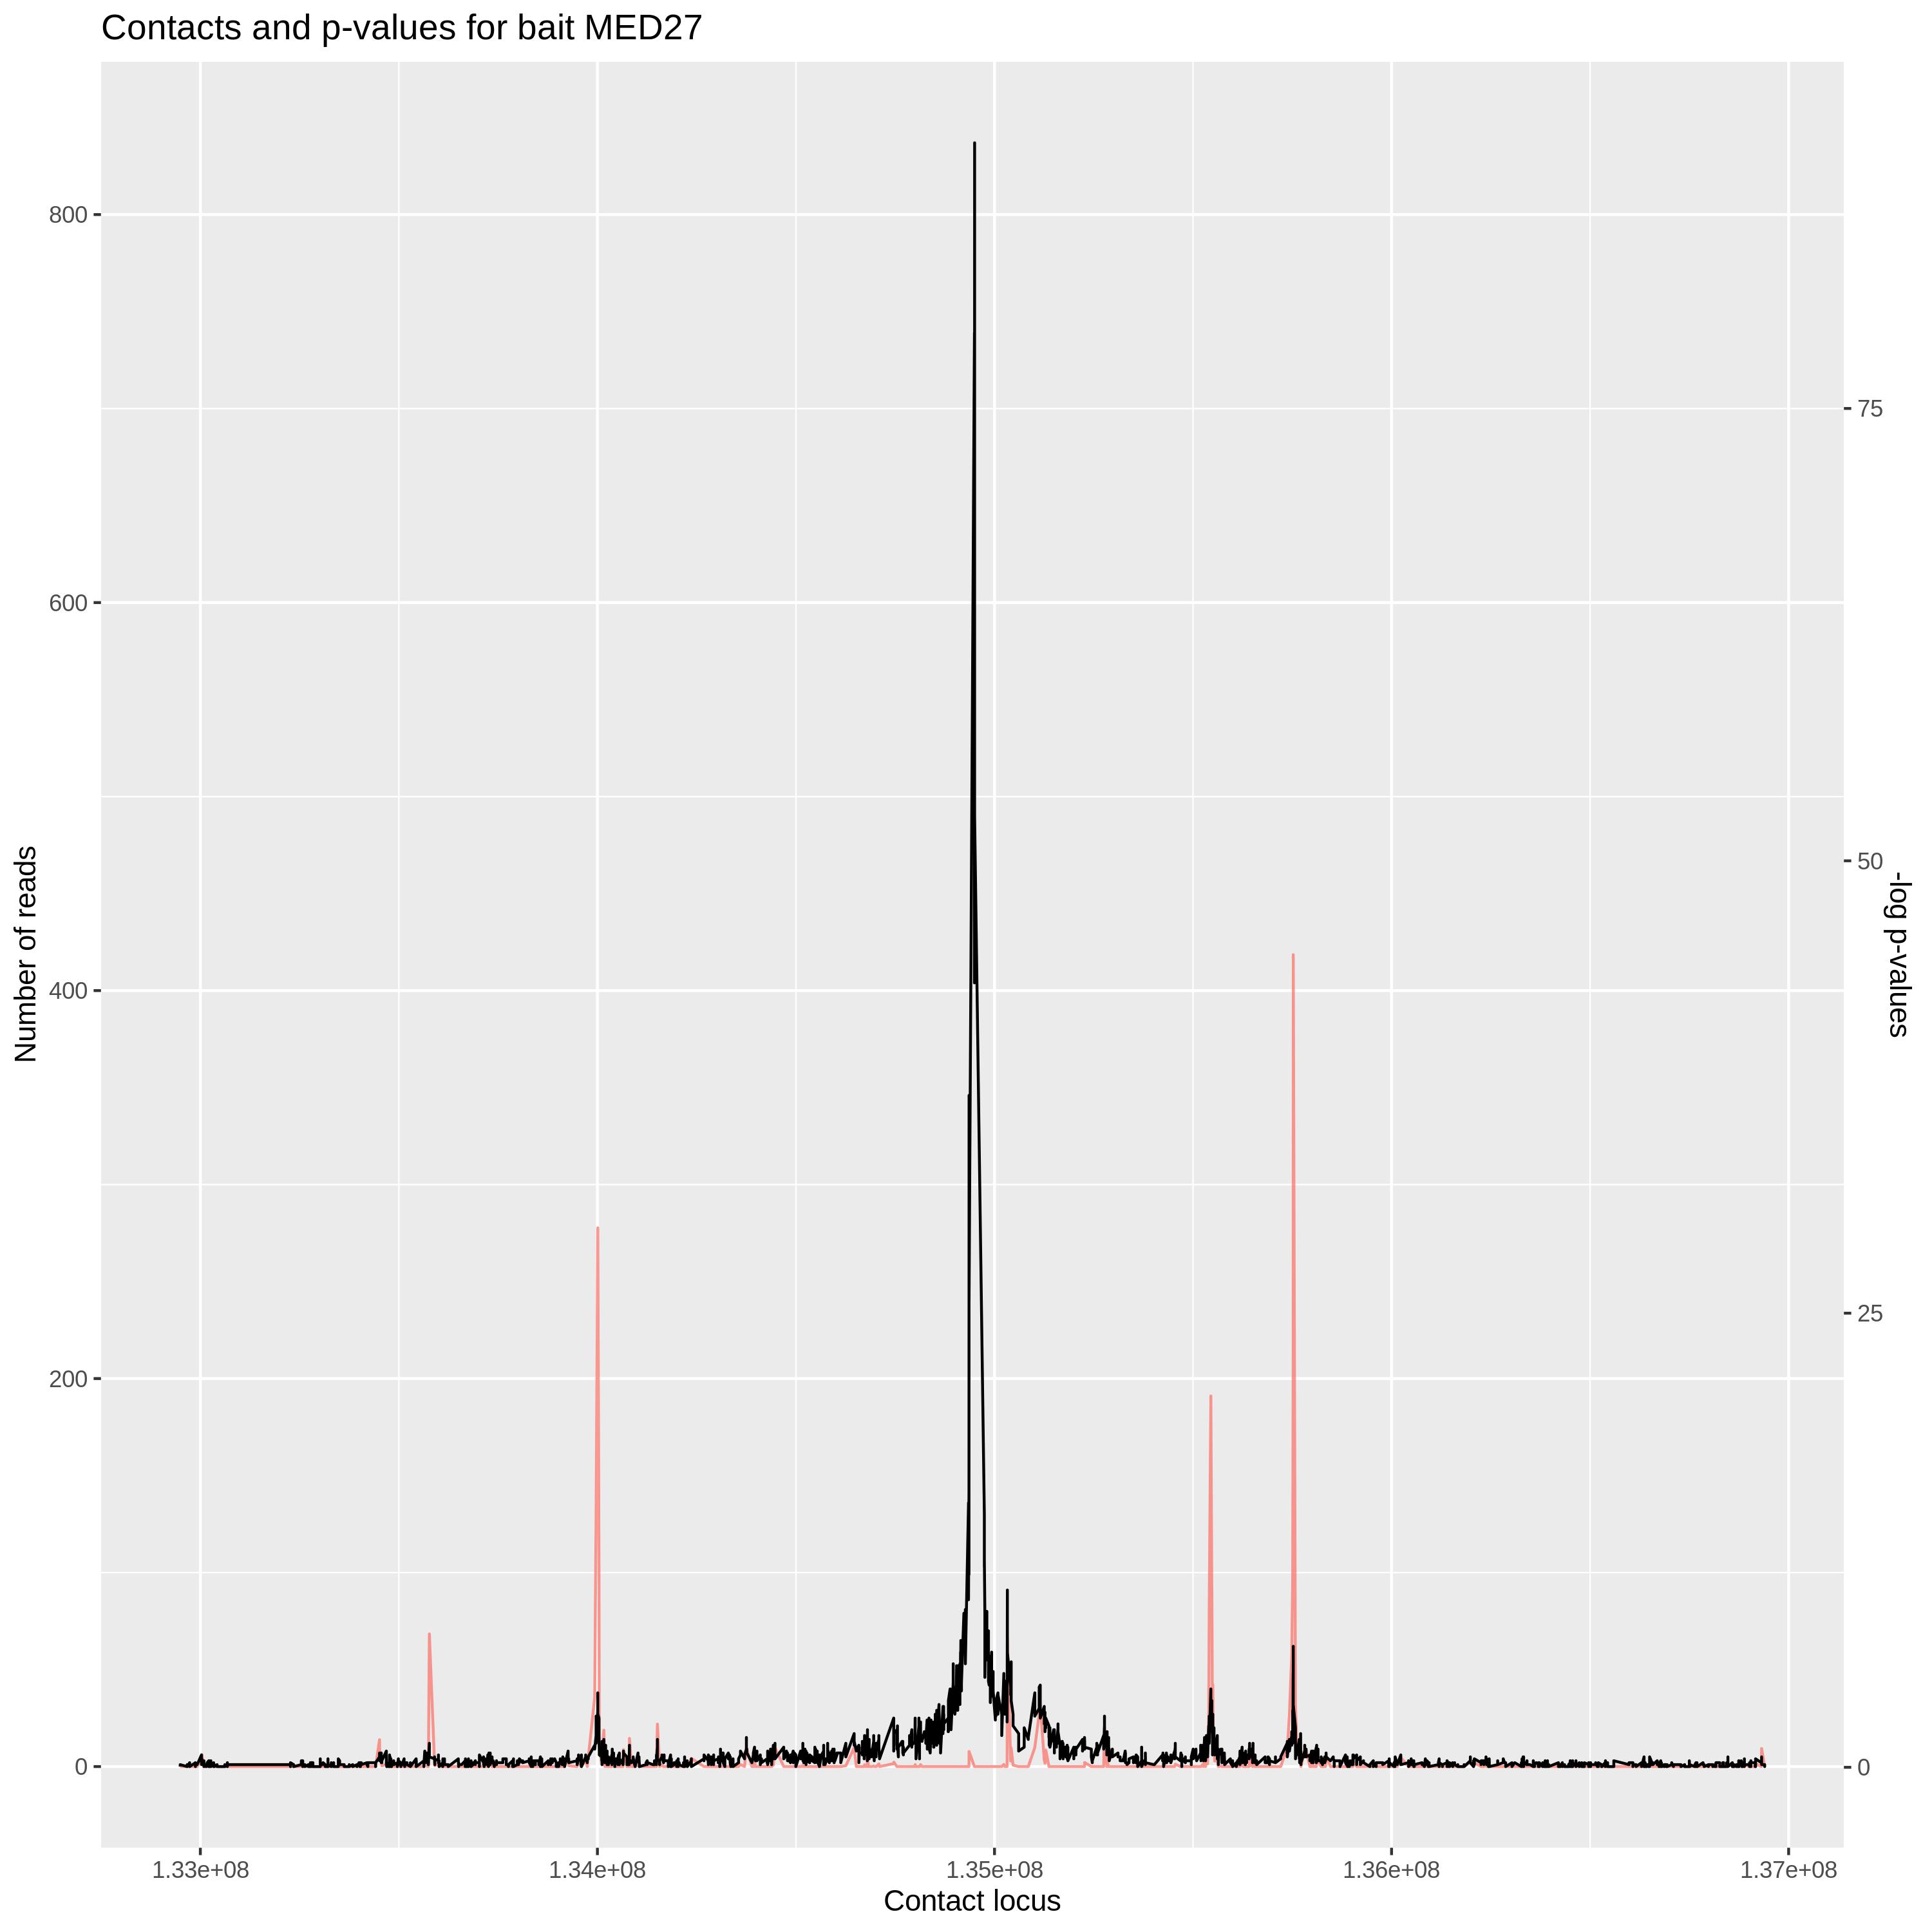 Contacts and p-values for bait MED27
800
600
400
200
0
Number of reads
75
50
25
0
-log p-values
1.33e+08
1.34e+08
1.35e+08
1.36e+08
1.37e+08
Contact locus